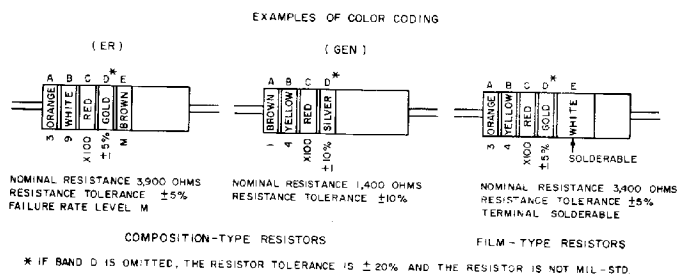 EXAMPLES OF COLOR CODING
(ER)
(GEN)
A B C D* E
ORANGE WHITE RED GOLD BROWN
3 9 X100 ±5% M
A B C D*
BROWN YELLOW RED SILVER
1 4 X100 ±10%
A B C D* E
ORANGE YELLOW RED GOLD WHITE
3 4 X100 ±5% SOLDERABLE
NOMINAL RESISTANCE 3,900 OHMS
RESISTANCE TOLERANCE ±5%
FAILURE RATE LEVEL M
NOMINAL RESISTANCE 1,400 OHMS
RESISTANCE TOLERANCE ±10%
NOMINAL RESISTANCE 3,400 OHMS
RESISTANCE TOLERANCE ±5%
TERMINAL SOLDERABLE
COMPOSITION-TYPE RESISTORS
FILM-TYPE RESISTORS
* IF BAND D IS OMITTED, THE RESISTOR TOLERANCE IS ± 20% AND THE RESISTOR IS NOT MIL-STD.